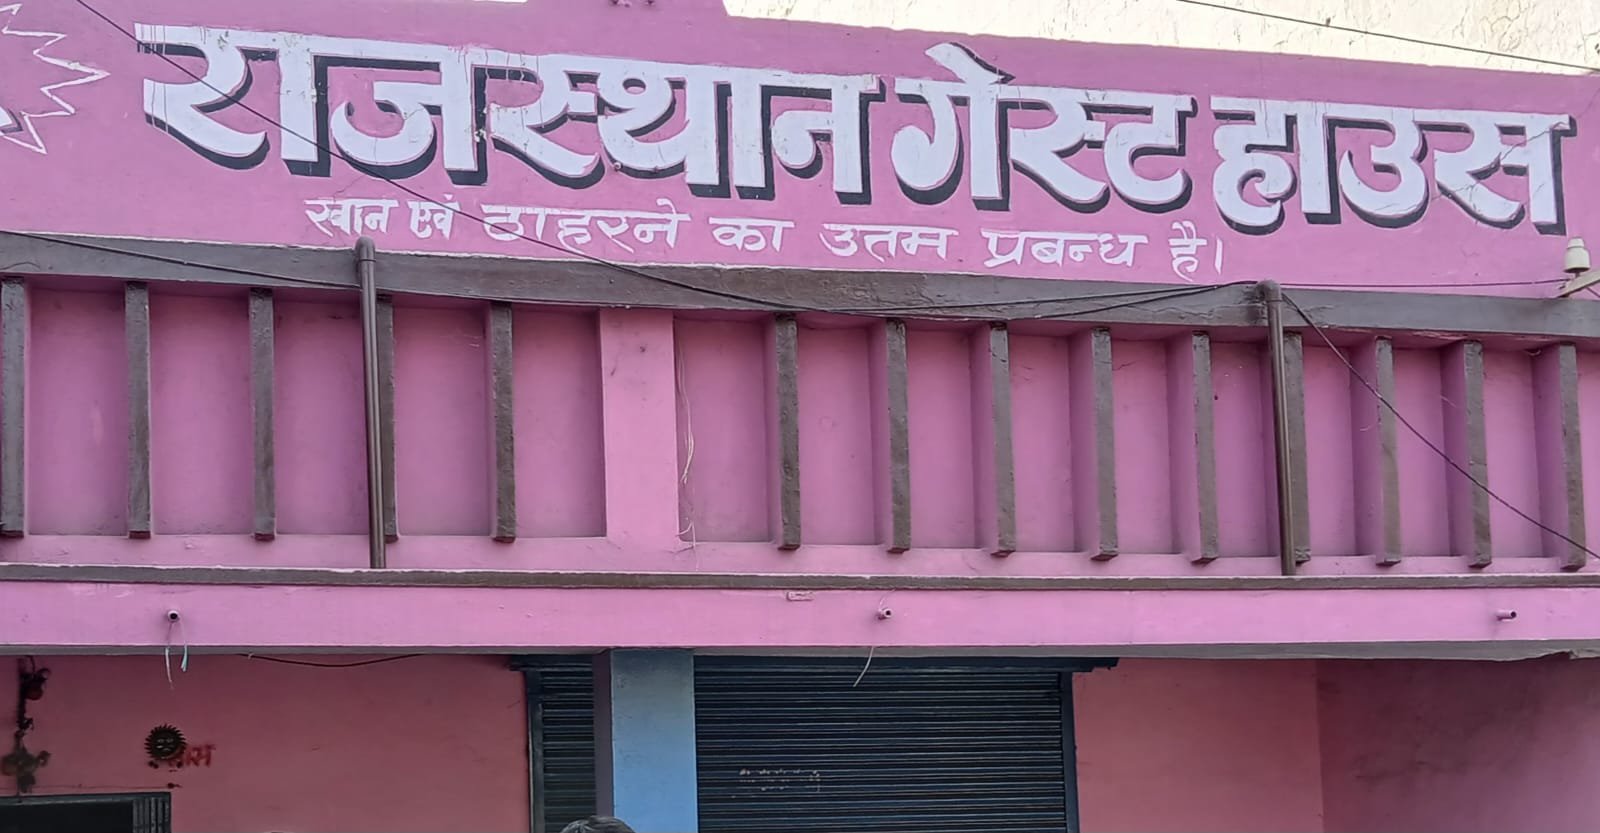 राजस्थान गेस्ट हाउस
खान एवं ठाहरने का उतम प्रबन्ध है।